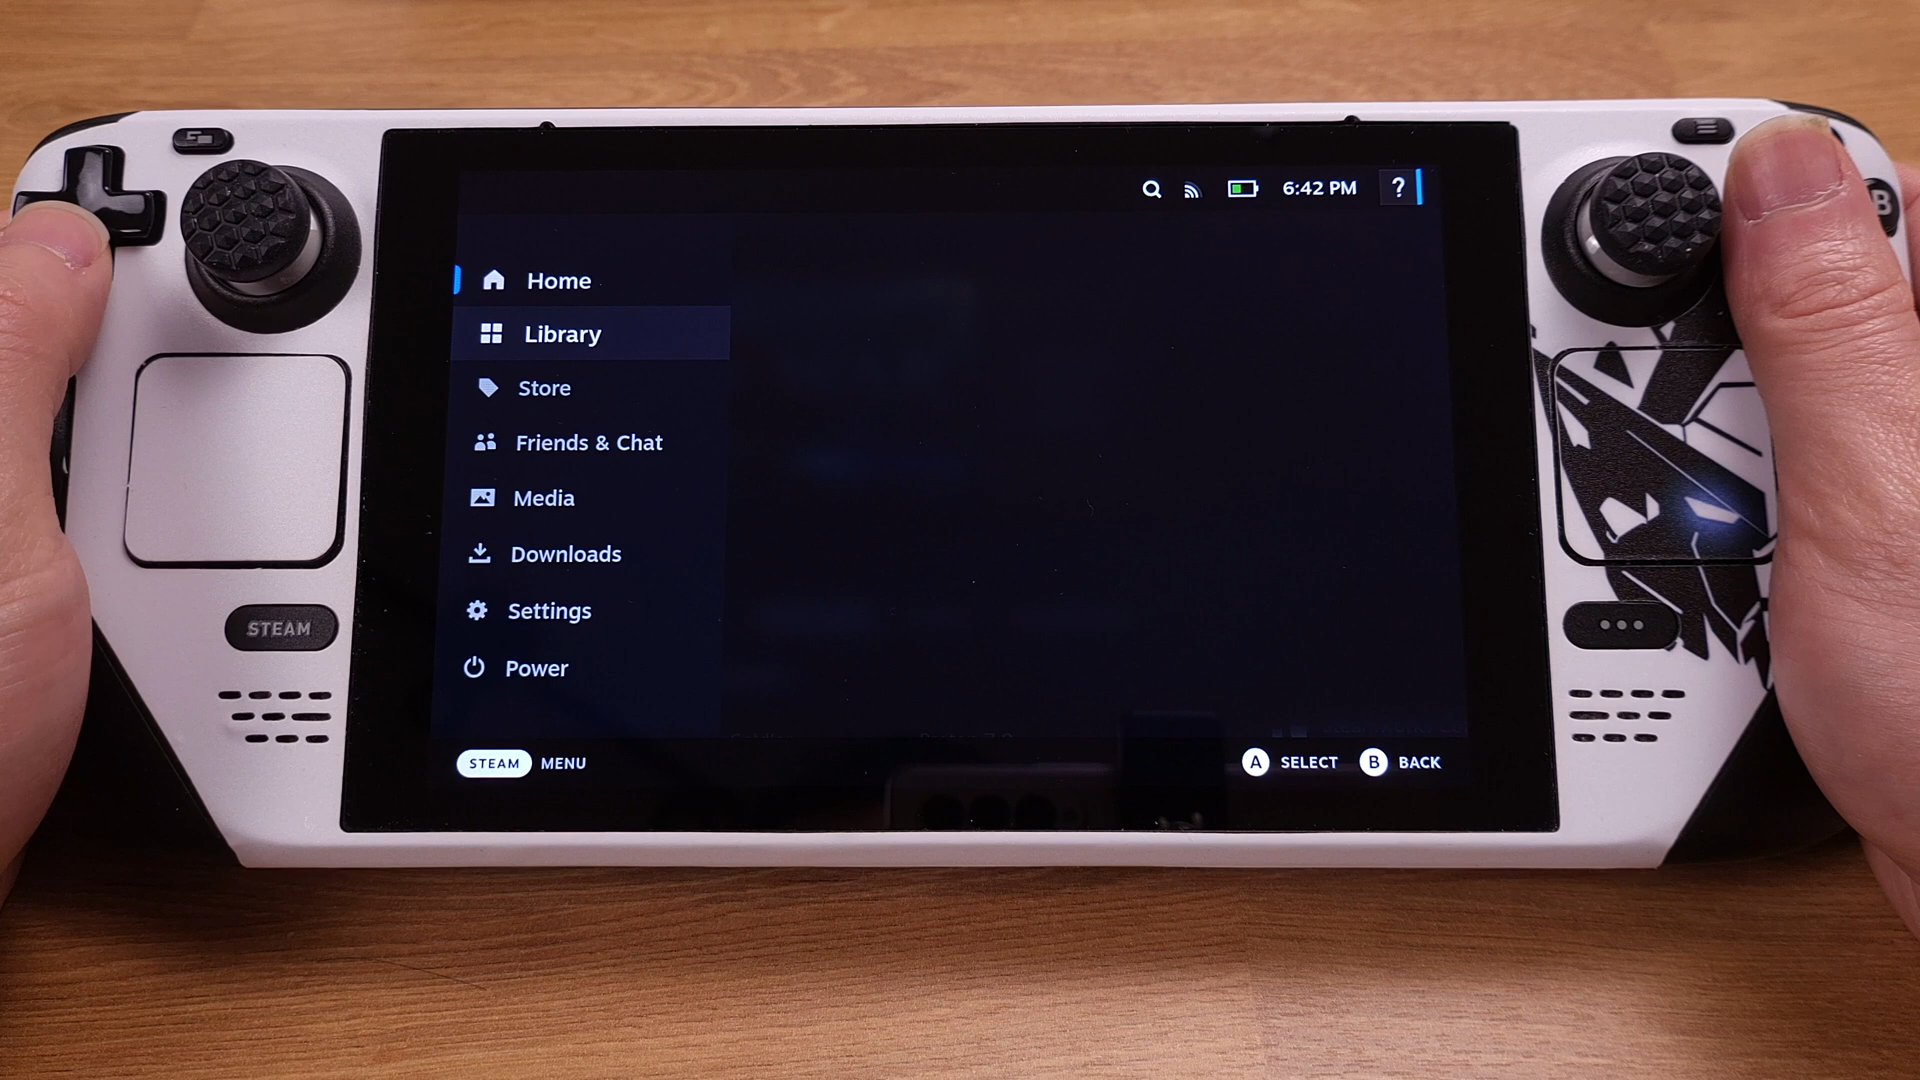 6:42 PM ?
Home
Library
Store
Friends & Chat
Media
Downloads
Settings
Power
STEAM MENU
A SELECT B BACK
STEAM
B